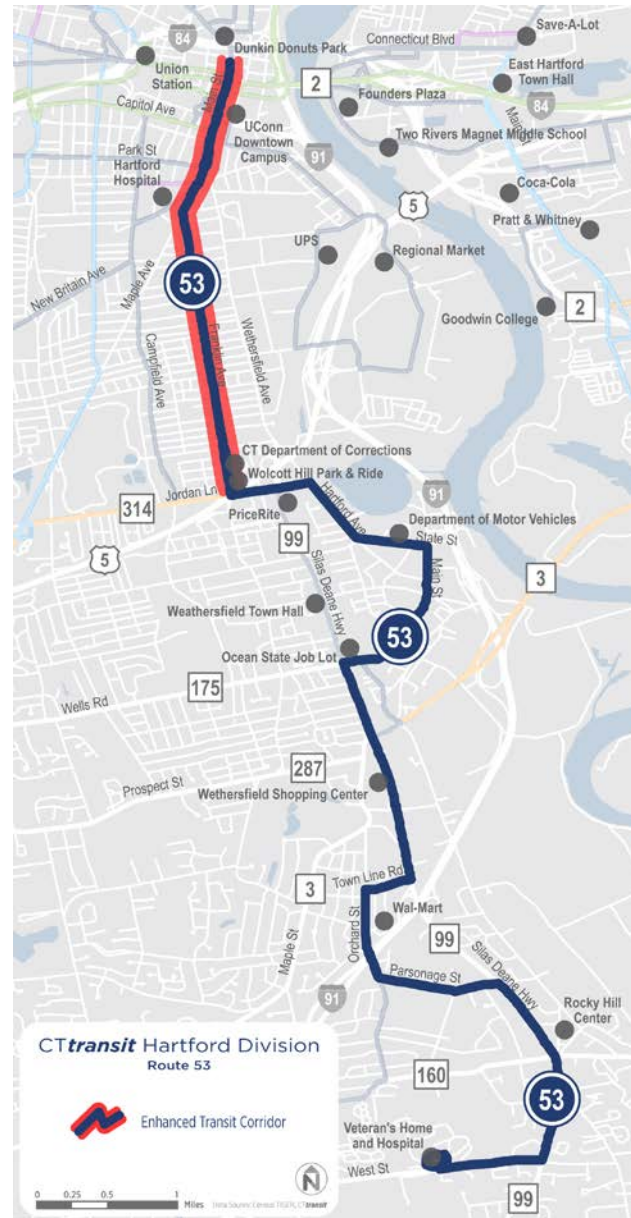 84
Save-A-Lot
Dunkin Donuts Park
Connecticut Blvd
Union
Station
Main St
2
East Hartford
Town Hall
Founders Plaza
84
Capitol Ave
UConn
Downtown
Campus
Main St
Two Rivers Magnet Middle School
91
Park St
Hartford
Hospital
Coca-Cola
5
Pratt & Whitney
UPS
Regional Market
53
New Britain Ave
Maple Ave
Goodwin College
2
Campfield Ave
Franklin Ave
Wethersfield Ave
CT Department of Corrections
Wolcott Hill Park & Ride
Jordan Ln
314
PriceRite
Hartford Ave
91
Department of Motor Vehicles
State St
99
5
Main St
3
Silas Deane Hwy
Weathersfield Town Hall
53
Ocean State Job Lot
175
Wells Rd
287
Prospect St
Wethersfield Shopping Center
Town Line Rd
3
Orchard St
Wal-Mart
Maple St
99
Silas Deane Hwy
Parsonage St
91
Rocky Hill
Center
CTtransit Hartford Division
Route 53
Enhanced Transit Corridor
160
53
Veteran's Home
and Hospital
West St
99
N
0 0.25 0.5 1
Miles
Data Source: Census TIGER, CTtransit